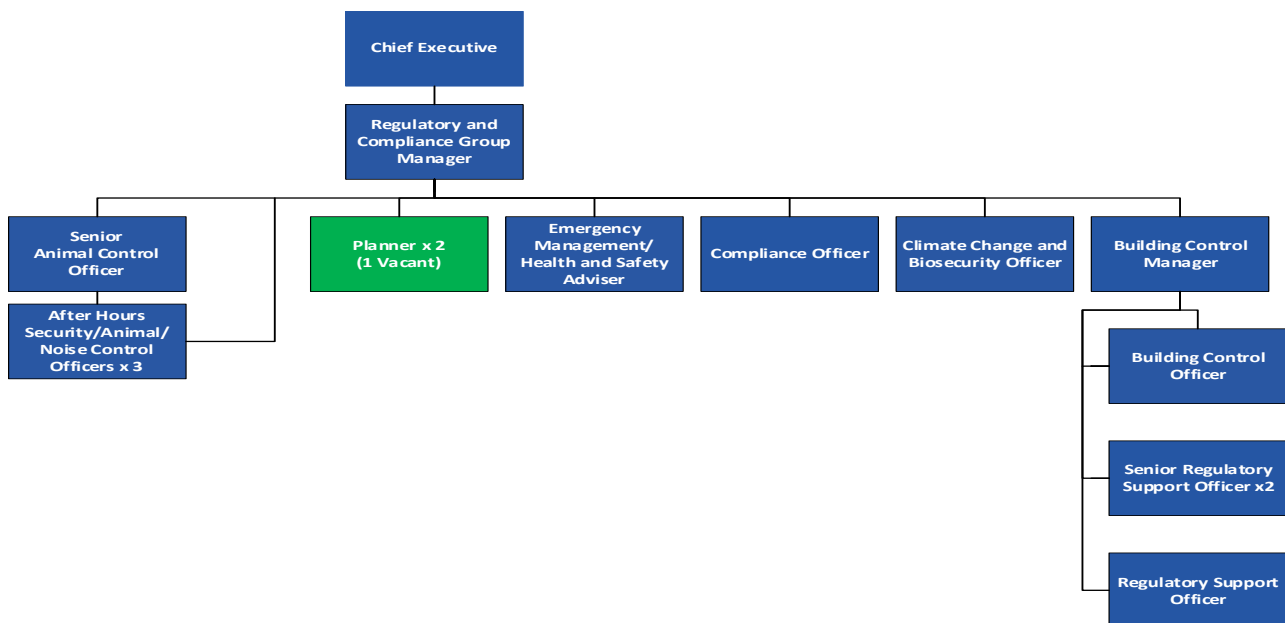 Chief Executive
Regulatory and
Compliance Group
Manager
Senior
Animal Control
Officer
Planner x 2
(1 Vacant)
Emergency
Management/
Health and Safety
Adviser
Compliance Officer
Climate Change and
Biosecurity Officer
Building Control
Manager
After Hours
Security/Animal/
Noise Control
Officers x 3
Building Control
Officer
Senior Regulatory
Support Officer x2
Regulatory Support
Officer